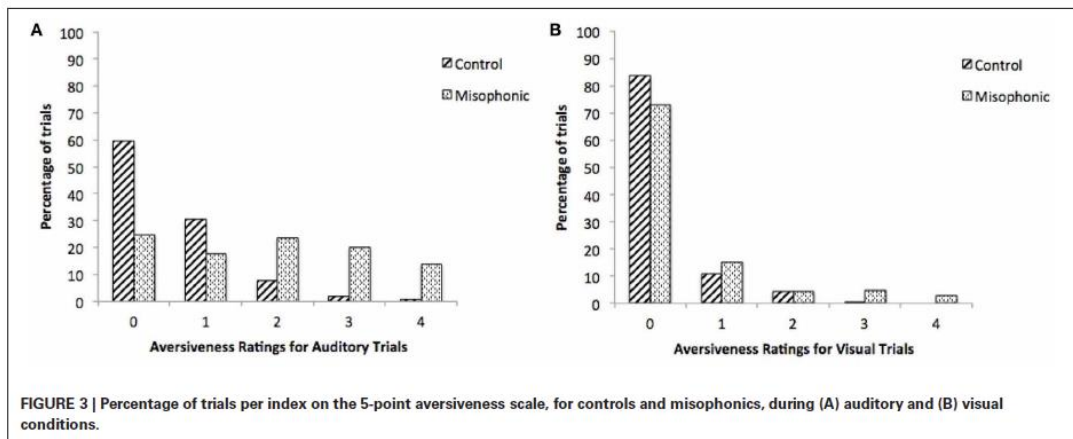 A
100
90
80
70
60
50
40
30
20
10
0
Percentage of trials
Control
Misophonic
0 1 2 3 4
Aversiveness Ratings for Auditory Trials
B
100
90
80
70
60
50
40
30
20
10
0
Percentage of trials
Control
Misophonic
0 1 2 3 4
Aversiveness Ratings for Visual Trials
FIGURE 3 | Percentage of trials per index on the 5-point aversiveness scale, for controls and misophonics, during (A) auditory and (B) visual
conditions.